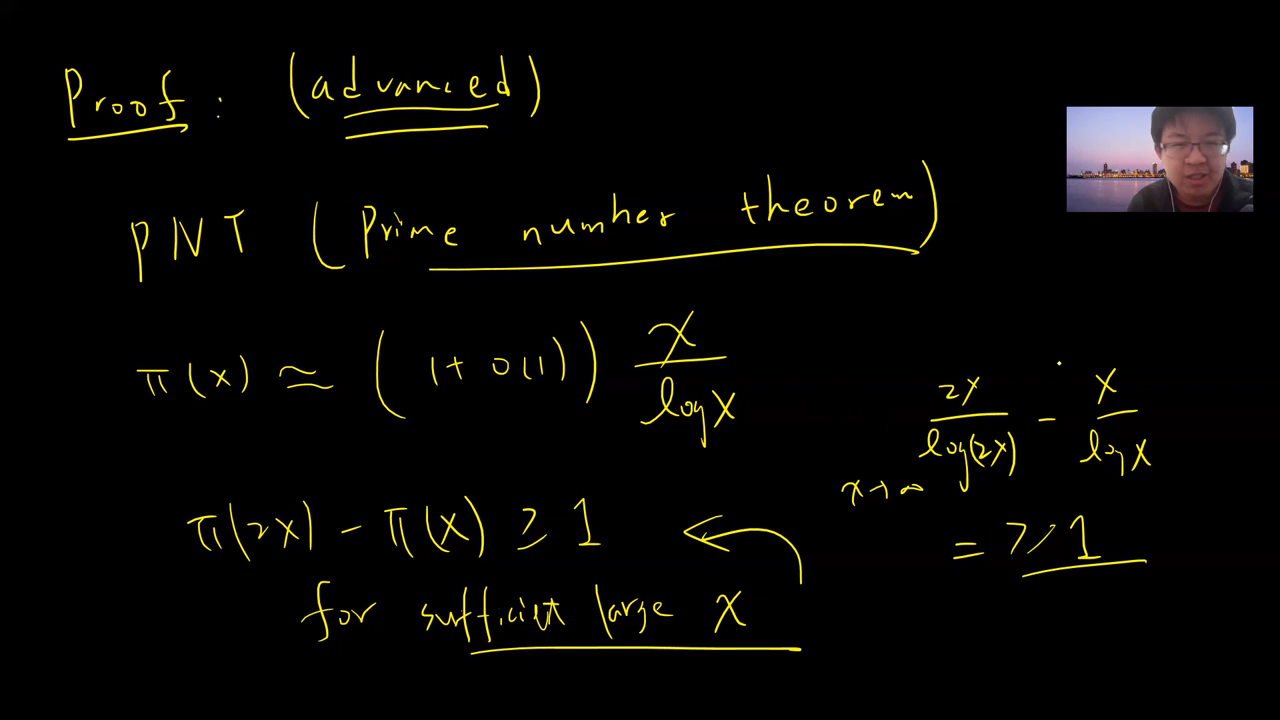 Proof: (advanced)
PNT (Prime number theorem)
π(x) ≈ (1+o(1)) x/log x
2x/log(2x) - x/log x
x→∞
= ≥ 1
π(2x) - π(x) ≥ 1
for sufficient large x